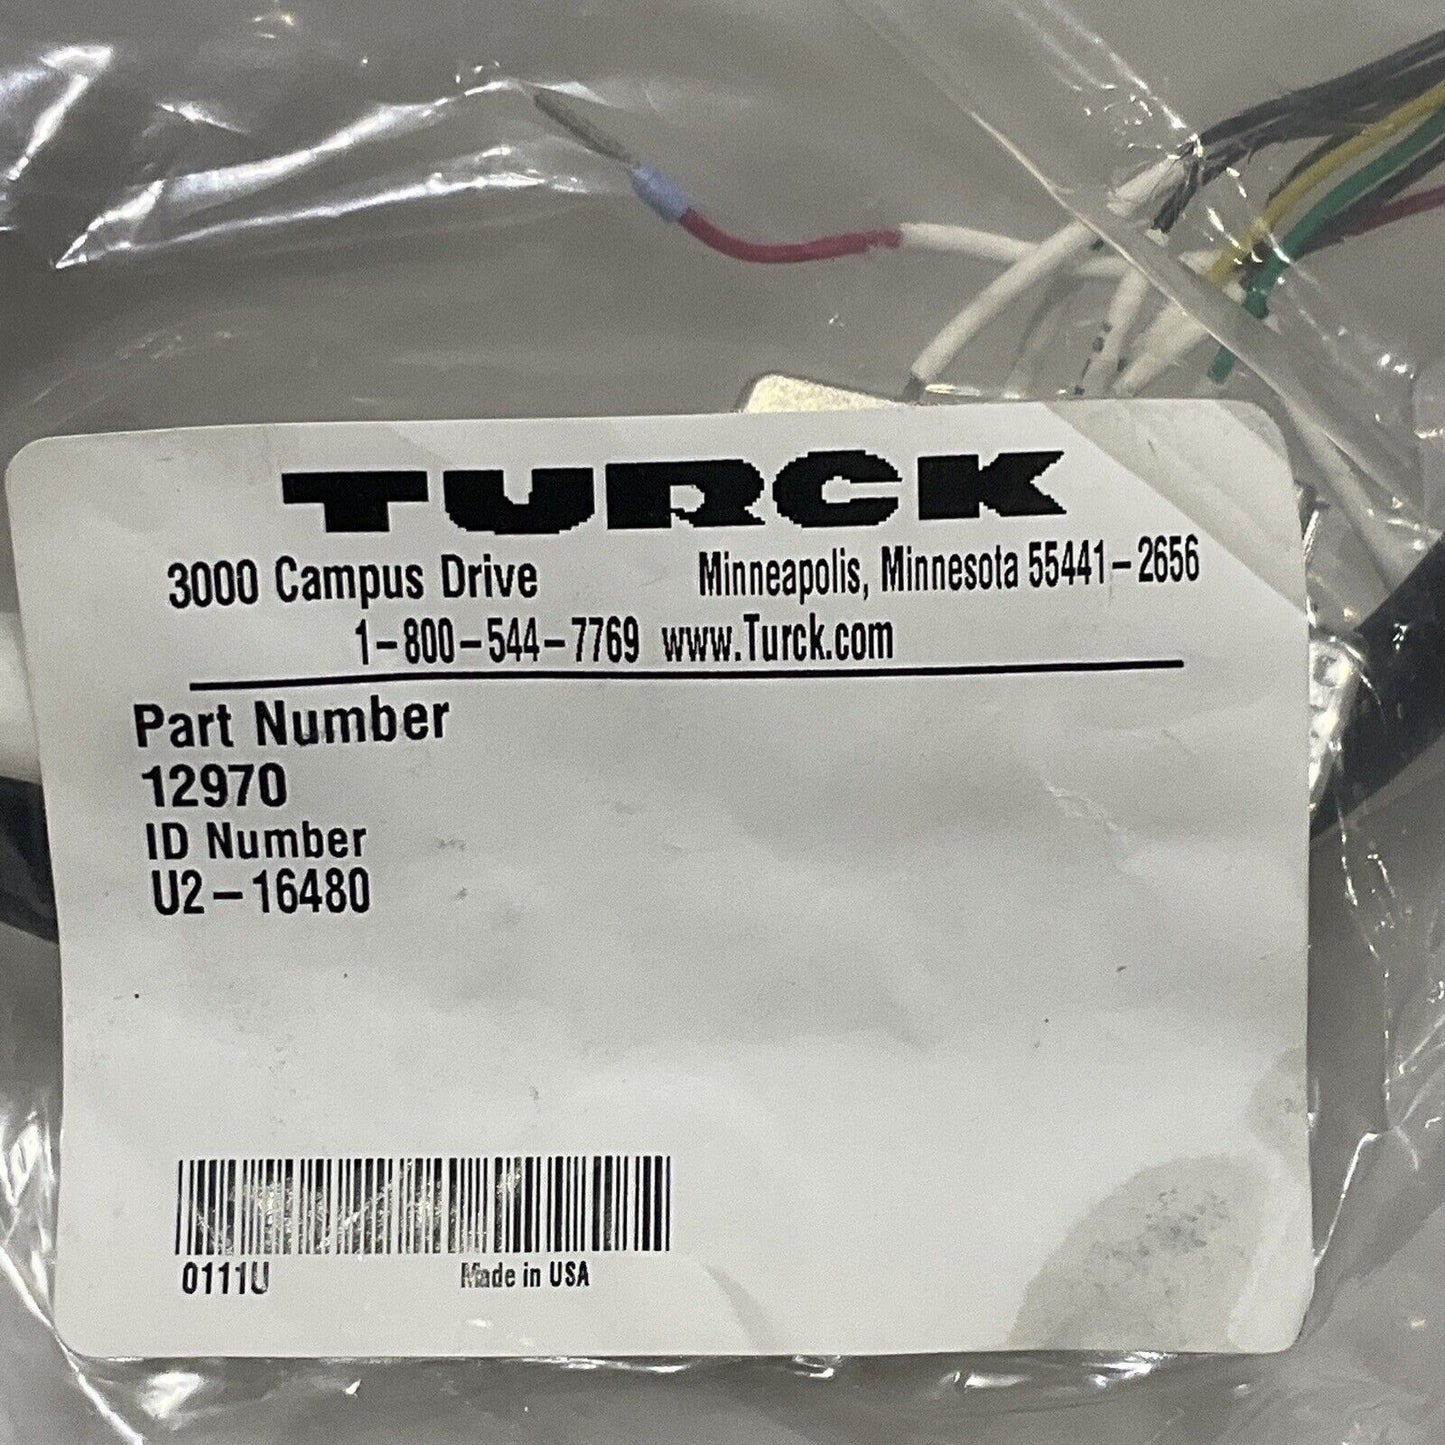 TURCK
3000 Campus Drive Minneapolis, Minnesota 55441-2656
1-800-544-7769 www.Turck.com
Part Number
12970
ID Number
U2-16480
0111U Made in USA